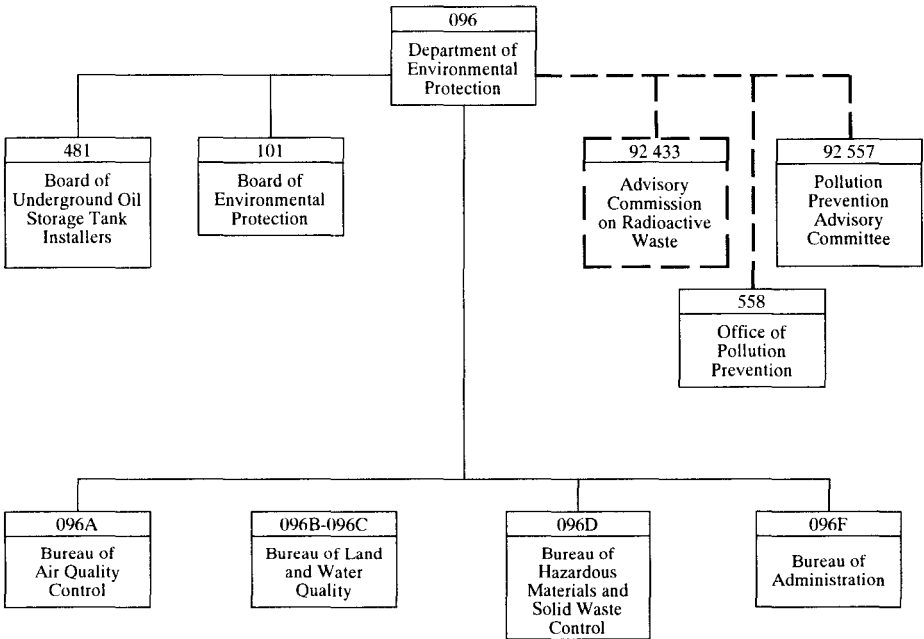 096
Department of
Environmental
Protection
481
Board of
Underground Oil
Storage Tank
Installers
101
Board of
Environmental
Protection
92 433
Advisory
Commission
on Radioactive
Waste
92 557
Pollution
Prevention
Advisory
Committee
558
Office of
Pollution
Prevention
096A
Bureau of
Air Quality
Control
096B-096C
Bureau of Land
and Water
Quality
096D
Bureau of
Hazardous
Materials and
Solid Waste
Control
096F
Bureau of
Administration